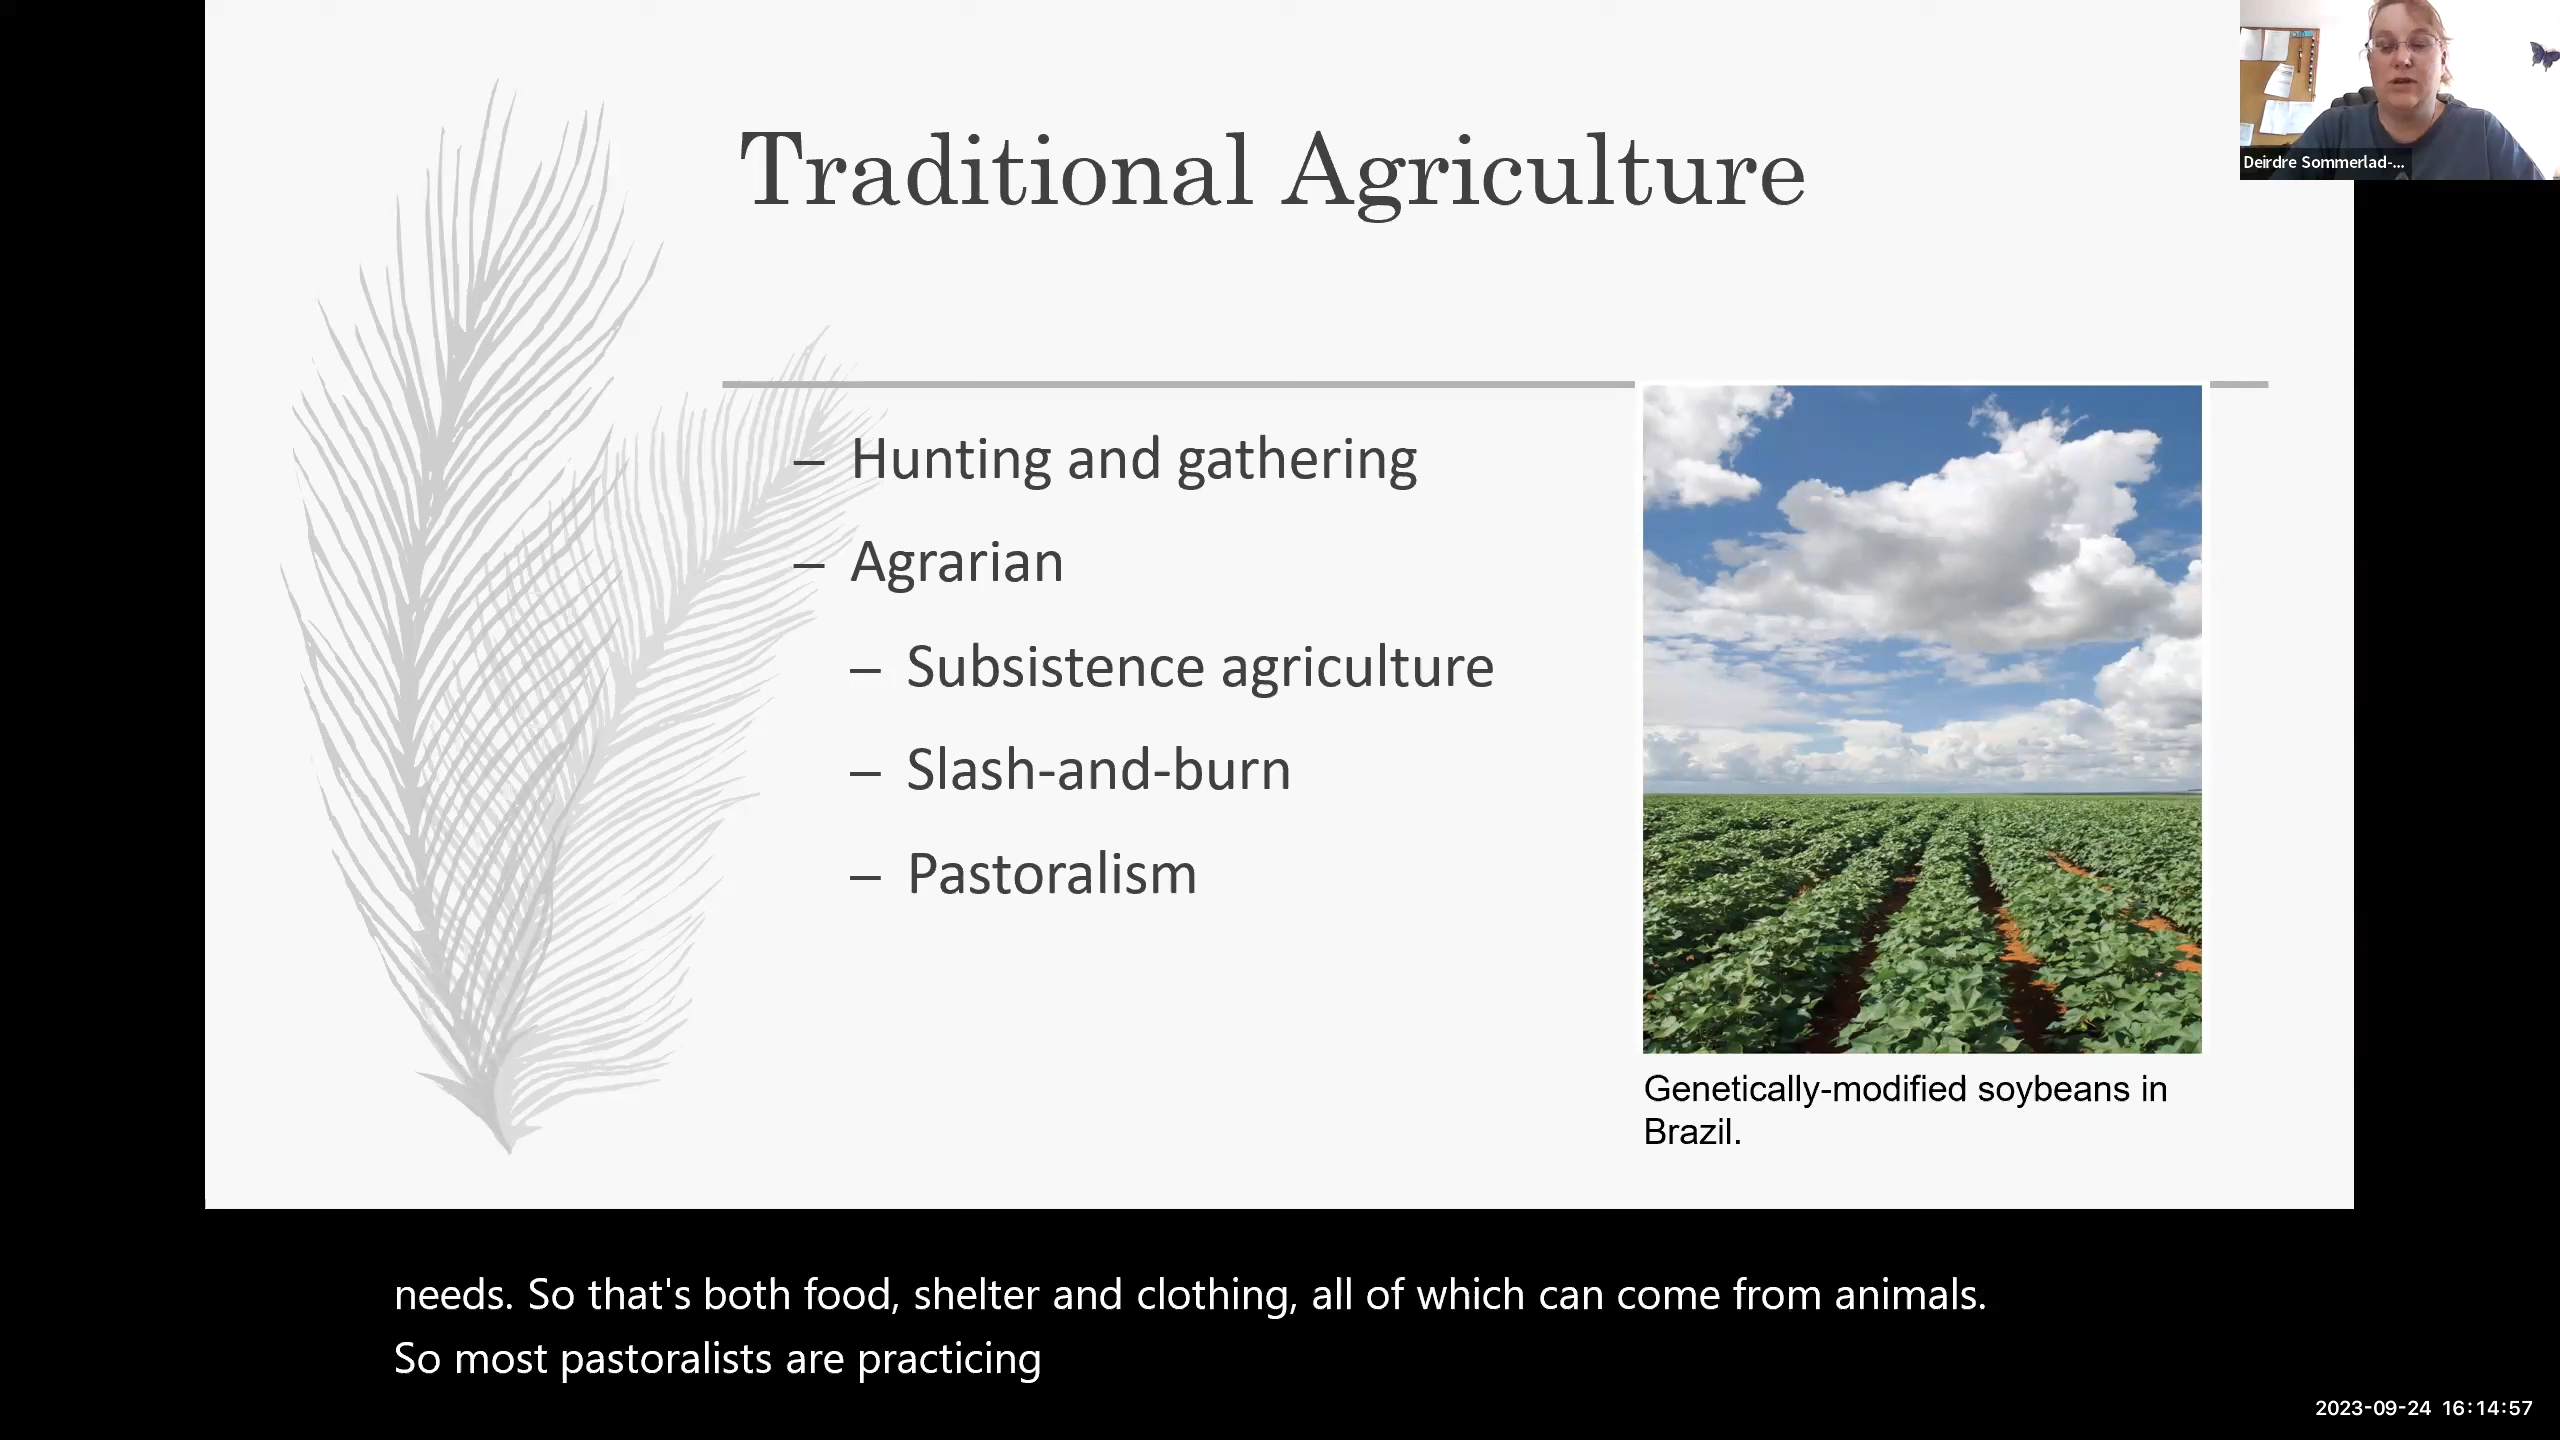 Traditional Agriculture
Deirdre Sommerlad-...
– Hunting and gathering
– Agrarian
– Subsistence agriculture
– Slash-and-burn
– Pastoralism
Genetically-modified soybeans in
Brazil.
needs. So that's both food, shelter and clothing, all of which can come from animals.
So most pastoralists are practicing
2023-09-24 16:14:57